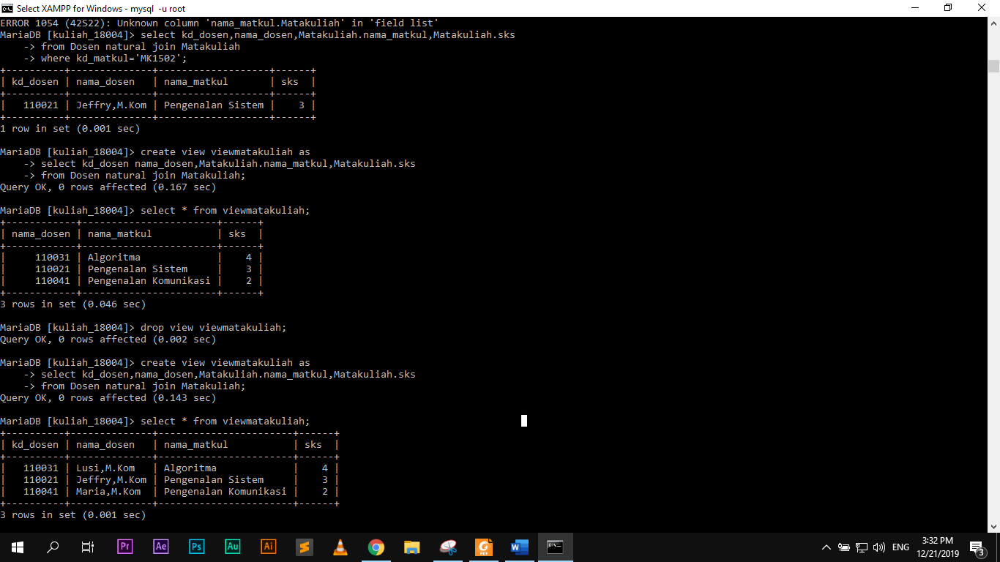 Select XAMPP for Windows - mysql  -u root
ERROR 1054 (42S22): Unknown column 'nama_matkul.Matakuliah' in 'field list'
MariaDB [kuliah_18004]> select kd_dosen,nama_dosen,Matakuliah.nama_matkul,Matakuliah.sks
    -> from Dosen natural join Matakuliah
    -> where kd_matkul='MK1502';
+----------+--------------+-------------------+------+
| kd_dosen | nama_dosen   | nama_matkul       | sks  |
+----------+--------------+-------------------+------+
|   110021 | Jeffry,M.Kom | Pengenalan Sistem |    3 |
+----------+--------------+-------------------+------+
1 row in set (0.001 sec)
MariaDB [kuliah_18004]> create view viewmatakuliah as
    -> select kd_dosen nama_dosen,Matakuliah.nama_matkul,Matakuliah.sks
    -> from Dosen natural join Matakuliah;
Query OK, 0 rows affected (0.167 sec)
MariaDB [kuliah_18004]> select * from viewmatakuliah;
+------------+-----------------------+------+
| nama_dosen | nama_matkul           | sks  |
+------------+-----------------------+------+
|     110031 | Algoritma             |    4 |
|     110021 | Pengenalan Sistem     |    3 |
|     110041 | Pengenalan Komunikasi |    2 |
+------------+-----------------------+------+
3 rows in set (0.046 sec)
MariaDB [kuliah_18004]> drop view viewmatakuliah;
Query OK, 0 rows affected (0.002 sec)
MariaDB [kuliah_18004]> create view viewmatakuliah as
    -> select kd_dosen,nama_dosen,Matakuliah.nama_matkul,Matakuliah.sks
    -> from Dosen natural join Matakuliah;
Query OK, 0 rows affected (0.143 sec)
MariaDB [kuliah_18004]> select * from viewmatakuliah;
+----------+--------------+-----------------------+------+
| kd_dosen | nama_dosen   | nama_matkul           | sks  |
+----------+--------------+-----------------------+------+
|   110031 | Lusi,M.Kom   | Algoritma             |    4 |
|   110021 | Jeffry,M.Kom | Pengenalan Sistem     |    3 |
|   110041 | Maria,M.Kom  | Pengenalan Komunikasi |    2 |
+----------+--------------+-----------------------+------+
3 rows in set (0.001 sec)
Pr Ae Ps Au Ai
ENG
3:32 PM
12/21/2019
3